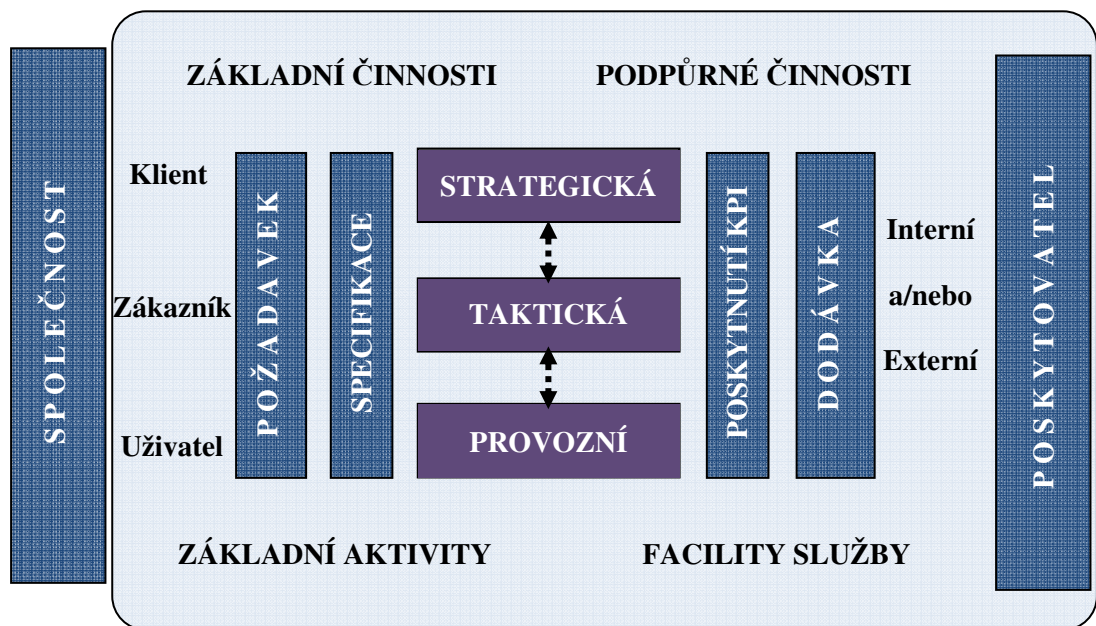 ZÁKLADNÍ ČINNOSTI
PODPŮRNÉ ČINNOSTI
SPOLEČNOST
Klient
Zákazník
Uživatel
POŽADAVEK
SPECIFIKACE
STRATEGICKÁ
TAKTICKÁ
PROVOZNÍ
POSKYTNUTÍ KPI
DODÁVKA
Interní
a/nebo
Externí
POSKYTOVATEL
ZÁKLADNÍ AKTIVITY
FACILITY SLUŽBY